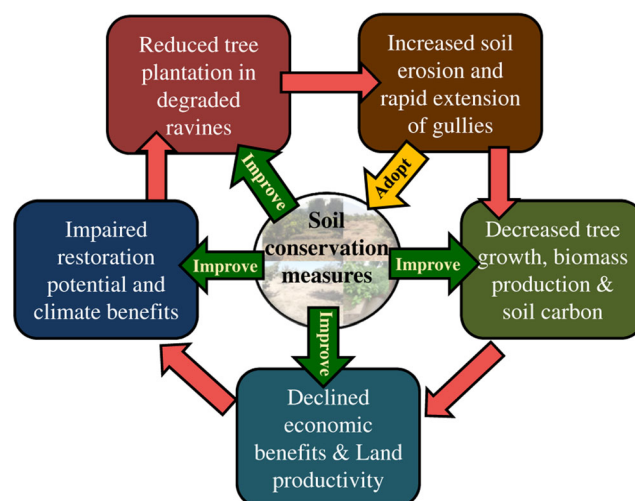 Reduced tree
plantation in
degraded
ravines
Increased soil
erosion and
rapid extension
of gullies
Improve
Adopt
Impaired
restoration
potential and
climate benefits
Improve
Soil
conservation
measures
Improve
Decreased tree
growth, biomass
production &
soil carbon
Improve
Declined
economic
benefits & Land
productivity